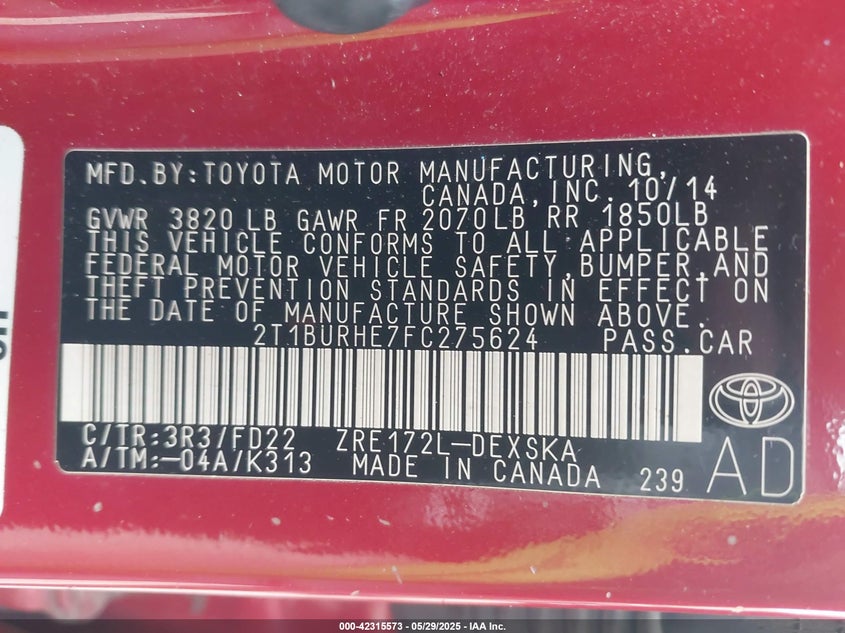 MFD.BY:TOYOTA MOTOR MANUFACTURING,
CANADA,INC. 10/14
GVWR 3820 LB GAWR FR 2070LB RR 1850LB
THIS VEHICLE CONFORMS TO ALL APPLICABLE
FEDERAL MOTOR VEHICLE SAFETY,BUMPER,AND
THEFT PREVENTION STANDARDS IN EFFECT ON
THE DATE OF MANUFACTURE SHOWN ABOVE.
2T1BURHE7FC275624 PASS.CAR
C/TR:3R3/FD22 ZRE172L-DEXSKA
A/TM:-04A/K313 MADE IN CANADA 239 AD
000-42315573 - 05/29/2025 - IAA Inc.